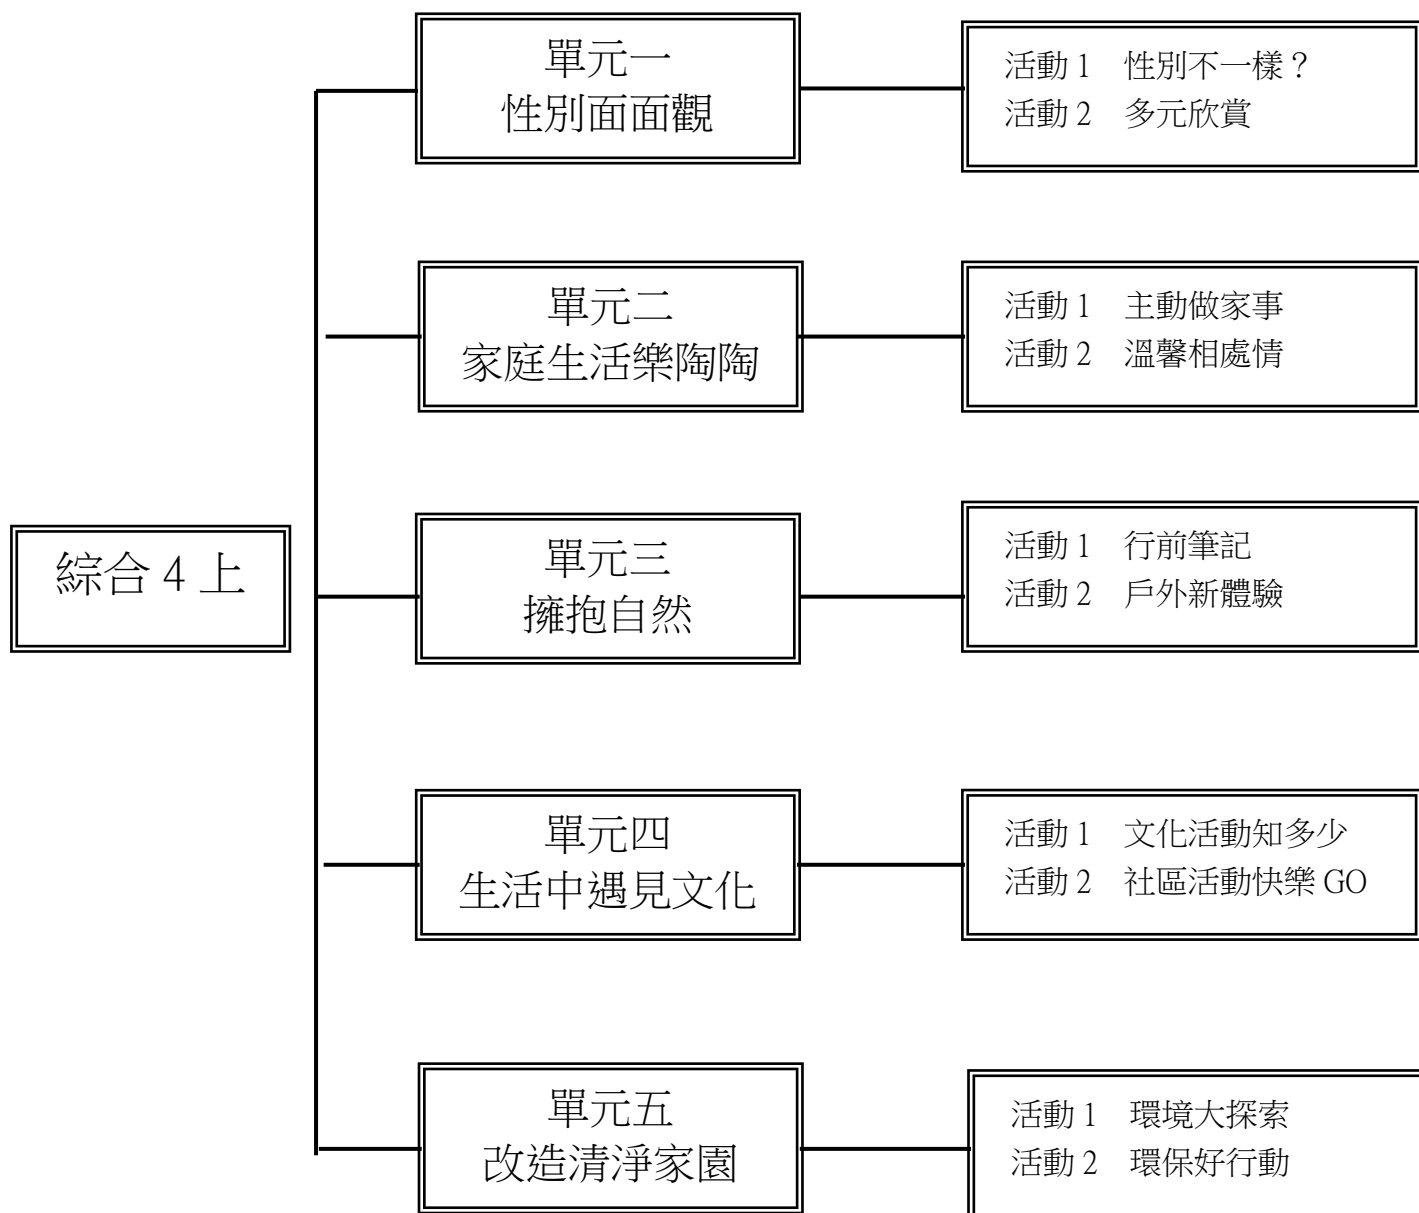 綜合 4 上
單元一
性別面面觀
活動 1　性別不一樣？
活動 2　多元欣賞
單元二
家庭生活樂陶陶
活動 1　主動做家事
活動 2　溫馨相處情
單元三
擁抱自然
活動 1　行前筆記
活動 2　戶外新體驗
單元四
生活中遇見文化
活動 1　文化活動知多少
活動 2　社區活動快樂 GO
單元五
改造清淨家園
活動 1　環境大探索
活動 2　環保好行動